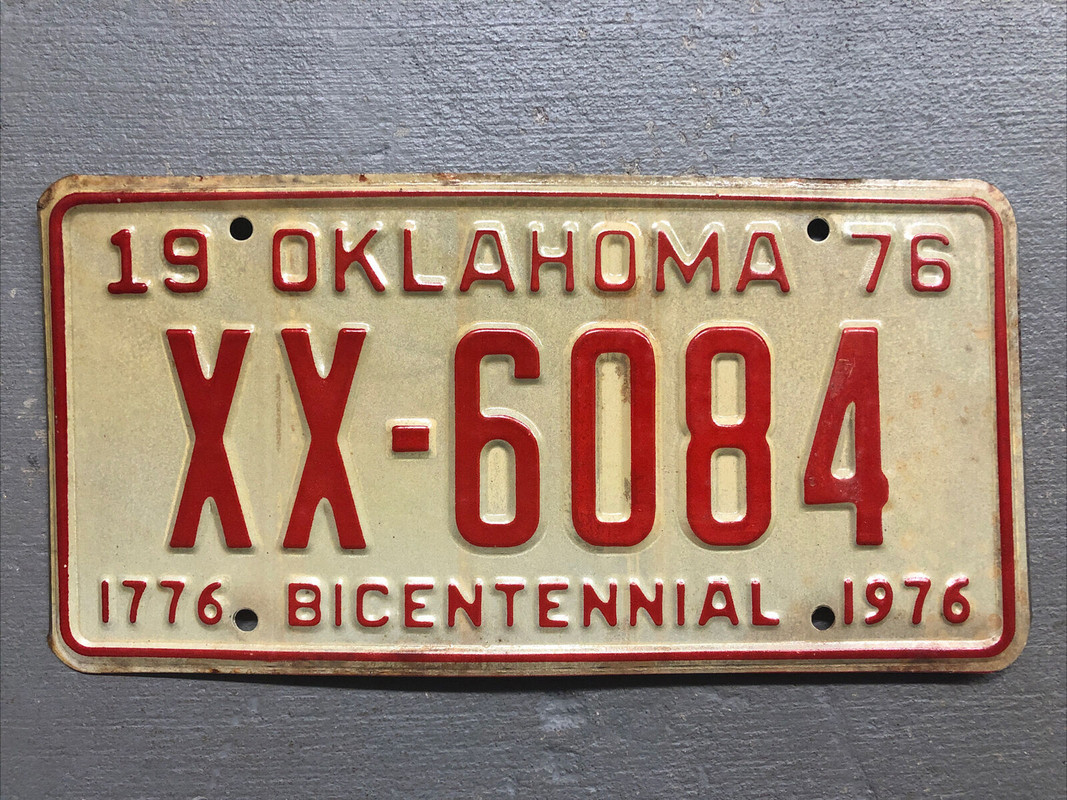 19 OKLAHOMA 76
XX-6084
1776 BICENTENNIAL 1976